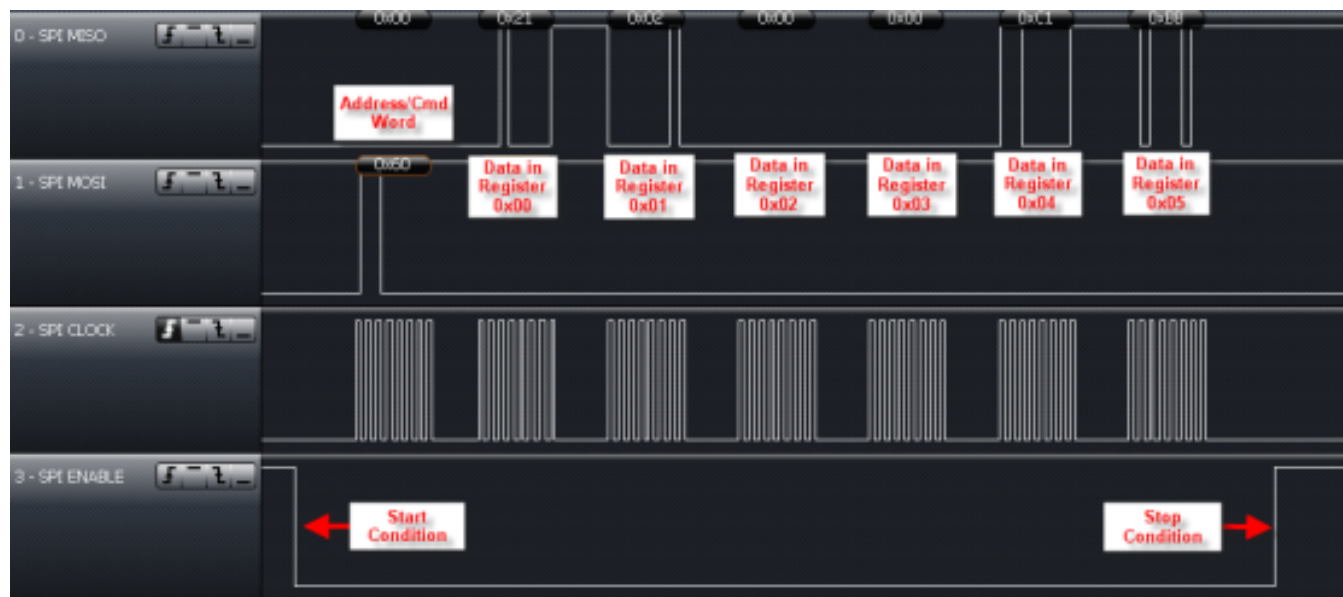 0x00 0x21 0x02 0x00 0x00 0xC1 0xBB
0 - SPI MISO
Address/Cmd
Word
0x60
1 - SPI MOSI
Data in
Register
0x00
Data in
Register
0x01
Data in
Register
0x02
Data in
Register
0x03
Data in
Register
0x04
Data in
Register
0x05
2 - SPI CLOCK
3 - SPI ENABLE
Start
Condition
Stop
Condition